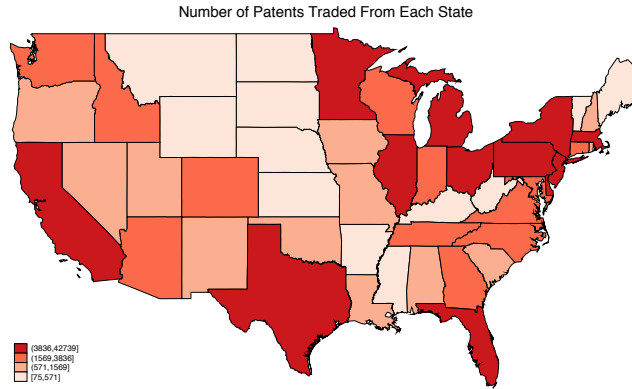 Number of Patents Traded From Each State
(3836,42739]
(1569,3836]
(571,1569]
[75,571]